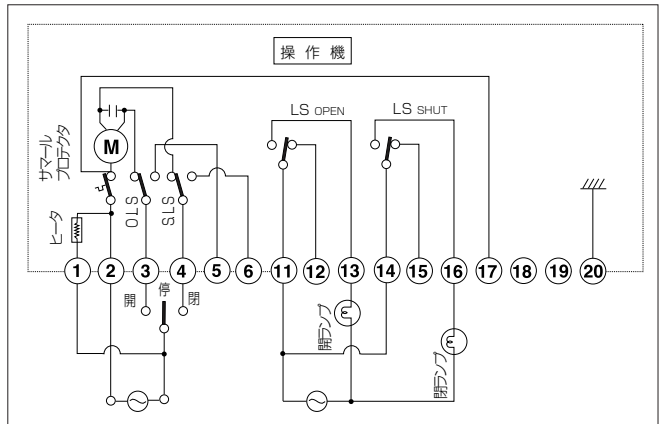 操作機
LS OPEN
LS SHUT
サマール
プロテクタ
M
OLS
SLS
ヒータ
1 2 3 4 5 6 11 12 13 14 15 16 17 18 19 20
開
停
閉
開ランプ
閉ランプ